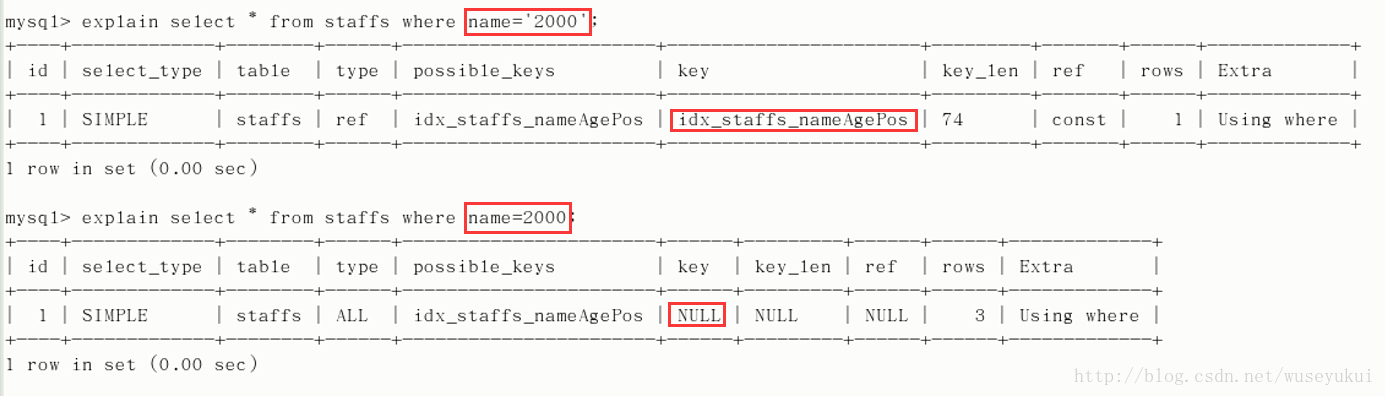 mysql> explain select * from staffs where name='2000';
+----+-------------+--------+------+-----------------------+-----------------------+---------+-------+------+-------------+
| id | select_type | table | type | possible_keys | key | key_len | ref | rows | Extra |
+----+-------------+--------+------+-----------------------+-----------------------+---------+-------+------+-------------+
| 1 | SIMPLE | staffs | ref | idx_staffs_nameAgePos | idx_staffs_nameAgePos | 74 | const | 1 | Using where |
+----+-------------+--------+------+-----------------------+-----------------------+---------+-------+------+-------------+
1 row in set (0.00 sec)
mysql> explain select * from staffs where name=2000;
+----+-------------+--------+------+-----------------------+------+---------+------+------+-------------+
| id | select_type | table | type | possible_keys | key | key_len | ref | rows | Extra |
+----+-------------+--------+------+-----------------------+------+---------+------+------+-------------+
| 1 | SIMPLE | staffs | ALL | idx_staffs_nameAgePos | NULL | NULL | NULL | 3 | Using where |
+----+-------------+--------+------+-----------------------+------+---------+------+------+-------------+
1 row in set (0.00 sec)
http://blog.csdn.net/wuseyukui